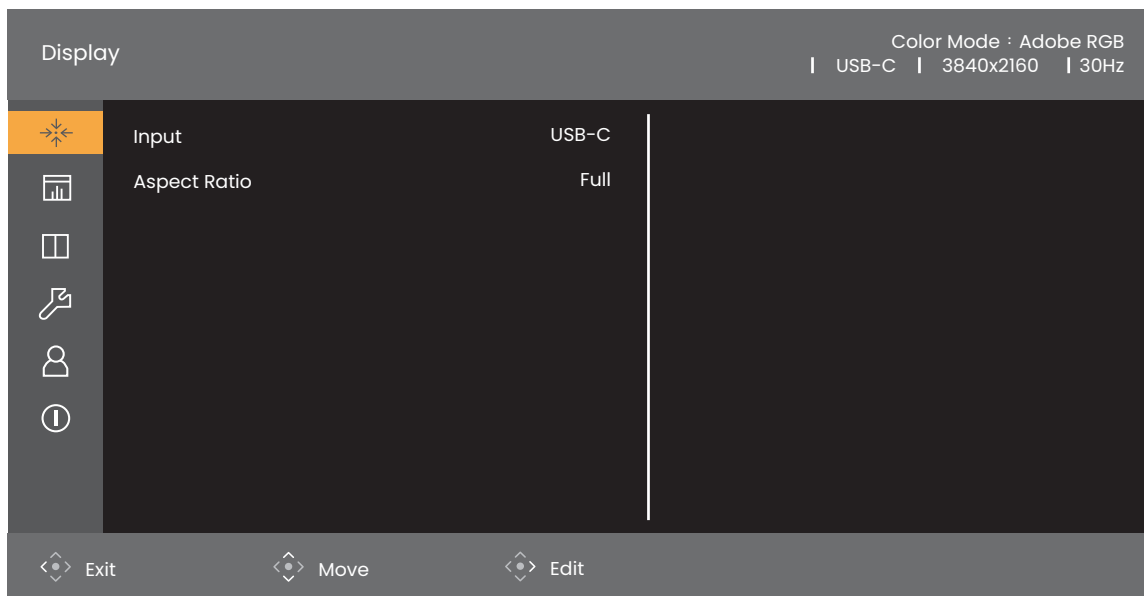 Display
Color Mode : Adobe RGB
| USB-C | 3840x2160 | 30Hz
Input USB-C
Aspect Ratio Full
Exit Move Edit